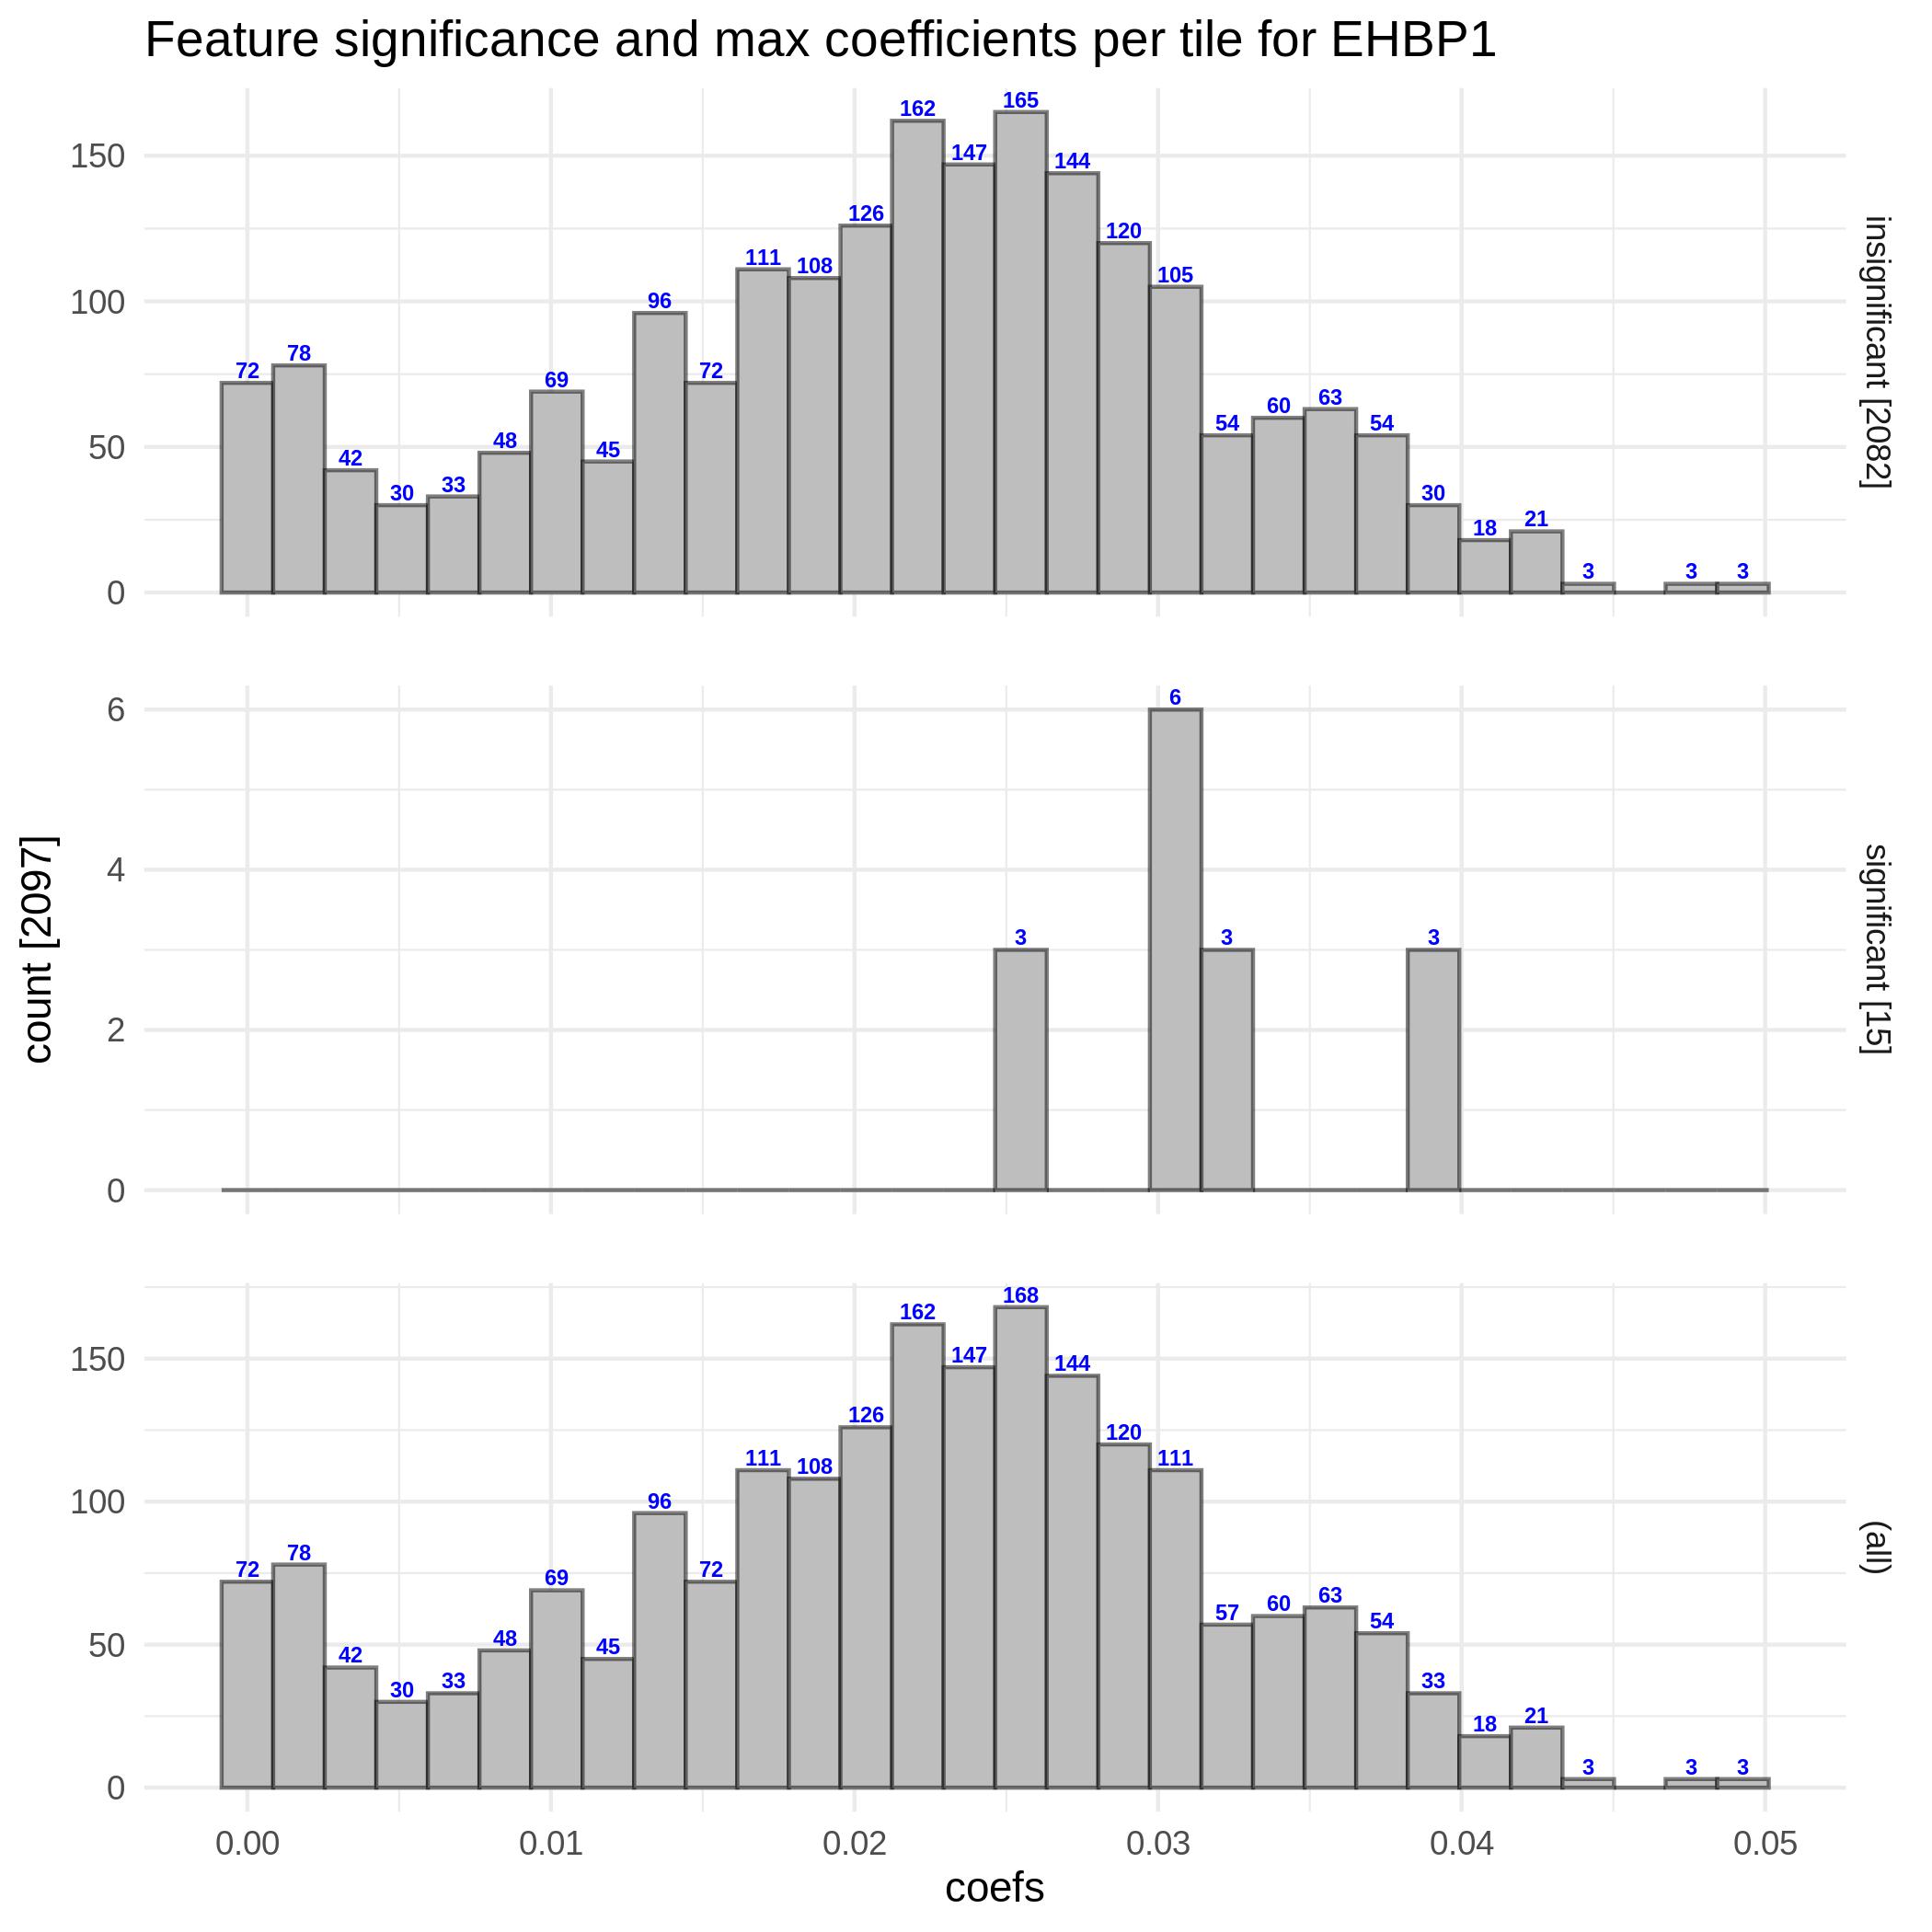 Feature significance and max coefficients per tile for EHBP1
162 165
147 144
126 120
111 108 105
96
72 78 69 72
42 30 33 48 45
54 60 63 54
30 18 21
3 3 3
150
100
50
0
insignificant [2082]
6
3 3 3
6
4
2
0
significant [15]
count [2097]
162 168
147 144
126 120
111 108 111
96
72 78 69 72
42 30 33 48 45
57 60 63 54
33 18 21
3 3 3
150
100
50
0
(all)
0.00 0.01 0.02 0.03 0.04 0.05
coefs